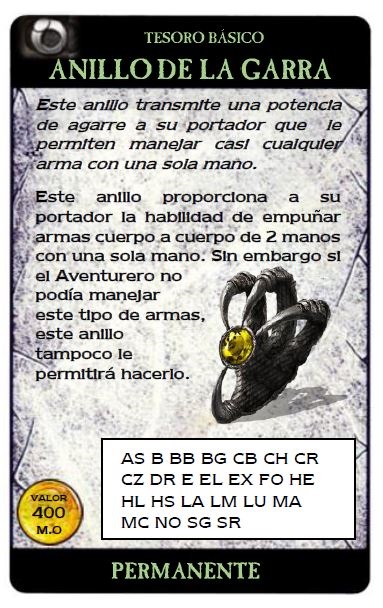 TESORO BÁSICO
ANILLO DE LA GARRA
Este anillo transmite una potencia
de agarre a su portador que le
permiten manejar casi cualquier
arma con una sola mano.
Este anillo proporciona a su
portador la habilidad de empuñar
armas cuerpo a cuerpo de 2 manos
con una sola mano. Sin embargo si
el Aventurero no
podía manejar
este tipo de armas,
este anillo
tampoco le
permitirá hacerlo.
AS B BB BG CB CH CR
CZ DR E EL EX FO HE
HL HS LA LM LU MA
MC NO SG SR
VALOR
400
M.O
PERMANENTE